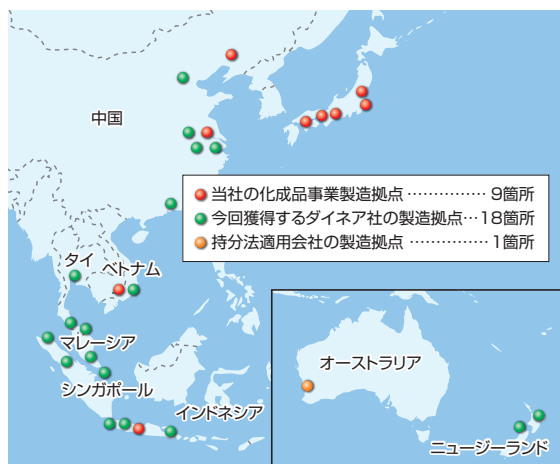 中国
当社の化成品事業製造拠点 …………… 9箇所
今回獲得するダイネア社の製造拠点…18箇所
持分法適用会社の製造拠点 …………… 1箇所
タイ
ベトナム
マレーシア
シンガポール
インドネシア
オーストラリア
ニュージーランド